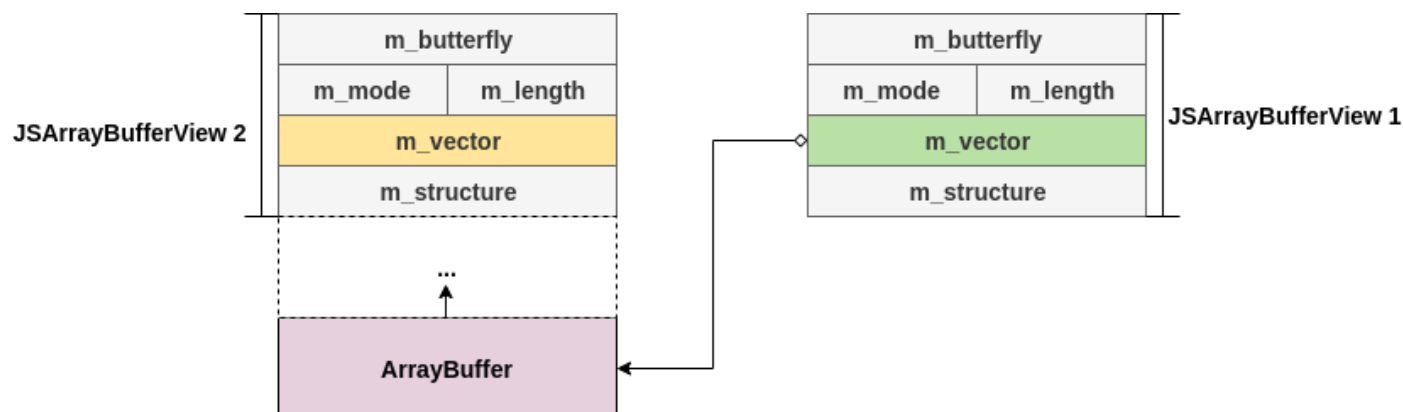 JSArrayBufferView 2
m_butterfly
m_mode
m_length
m_vector
m_structure
...
ArrayBuffer
m_butterfly
m_mode
m_length
m_vector
m_structure
JSArrayBufferView 1